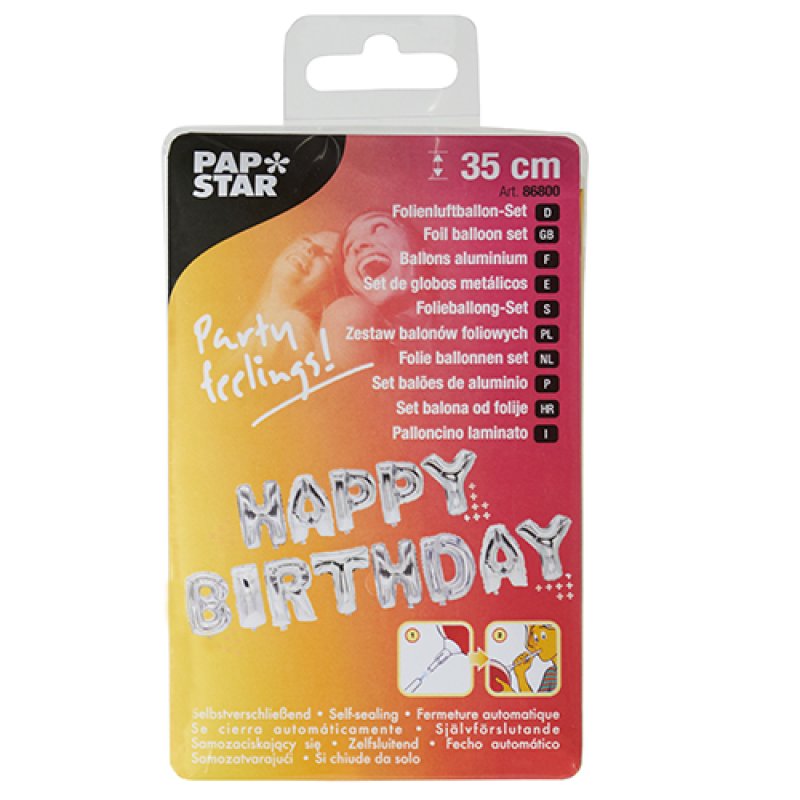 PAP*
STAR
35 cm
Art. 86800
Folienluftballon-Set D
Foil balloon set GB
Ballons aluminium F
Set de globos metálicos E
Folieballong-Set S
Zestaw balonów foliowych PL
Folie ballonnen set NL
Set balões de aluminio P
Set balona od folije HR
Palloncino laminato I
Party
feelings!
HAPPY
BIRTHDAY
1 2
Selbstverschließend • Self-sealing • Fermeture automatique
Se cierra automáticamente • Självförslutande
Samozaciskający się • Zelfsluitend • Fecho automático
Samozatvarajući • Si chiude da solo